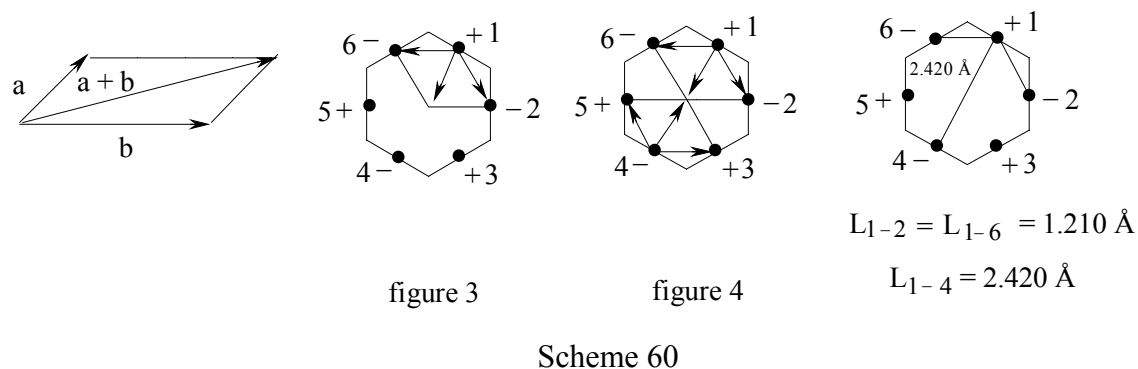 a
a + b
b
6 −
+ 1
5 +
− 2
4 −
+ 3
figure 3
6 −
+ 1
5 +
− 2
4 −
+ 3
figure 4
6 −
+ 1
2.420 Å
5 +
− 2
4 −
+ 3
L1−2 = L1−6 = 1.210 Å
L1−4 = 2.420 Å
Scheme 60